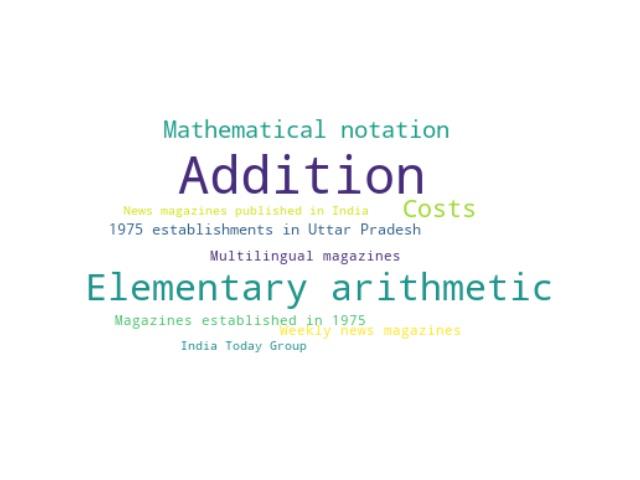 Mathematical notation
Addition
News magazines published in India
Costs
1975 establishments in Uttar Pradesh
Multilingual magazines
Elementary arithmetic
Magazines established in 1975
Weekly news magazines
India Today Group